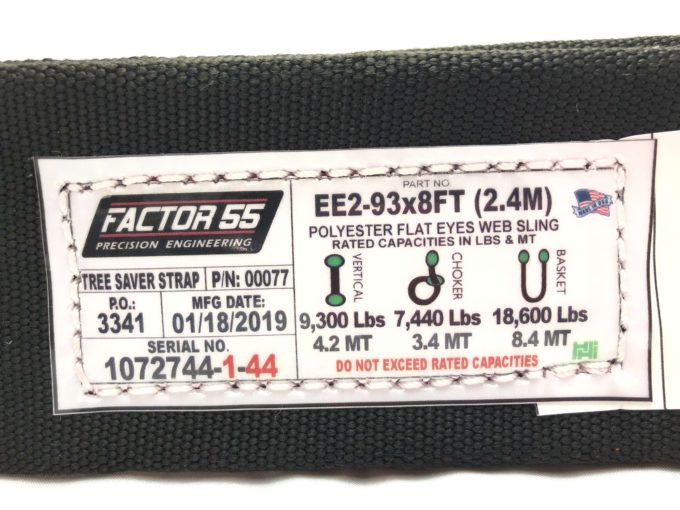 FACTOR 55
PRECISION ENGINEERING
TREE SAVER STRAP P/N: 00077
P.O.: MFG DATE:
3341 01/18/2019
SERIAL NO.
1072744-1-44
PART NO.
EE2-93x8FT (2.4M)
MADE IN USA
POLYESTER FLAT EYES WEB SLING
RATED CAPACITIES IN LBS & MT
VERTICAL CHOKER BASKET
9,300 Lbs 7,440 Lbs 18,600 Lbs
4.2 MT 3.4 MT 8.4 MT
DO NOT EXCEED RATED CAPACITIES